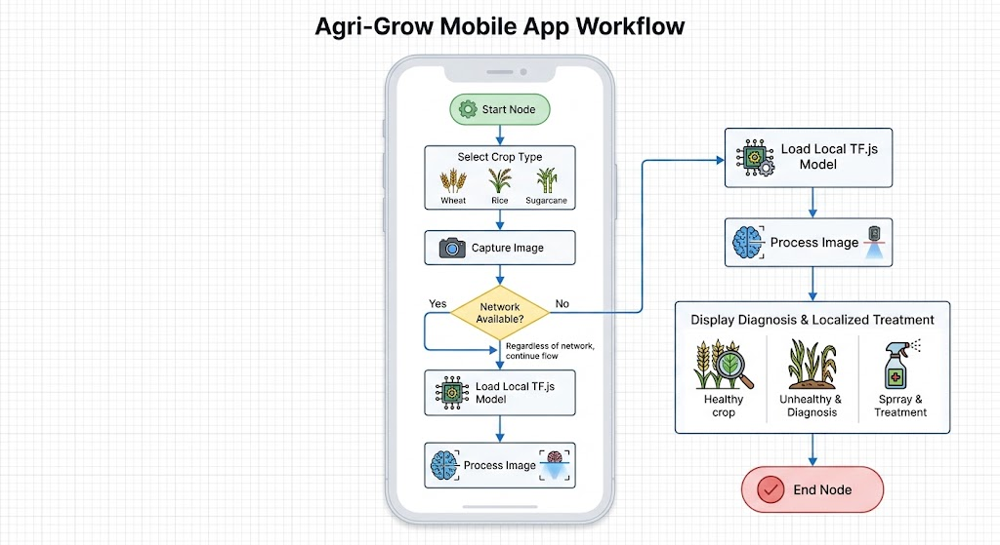 Agri-Grow Mobile App Workflow
Start Node
Select Crop Type
Wheat
Rice
Sugarcane
Capture Image
Network
Available?
Yes
No
Regardless of network,
continue flow
Load Local TF.js
Model
Process Image
Load Local TF.js
Model
Process Image
Display Diagnosis & Localized Treatment
Healthy
crop
Unhealthy &
Diagnosis
Sprray &
Treatment
End Node